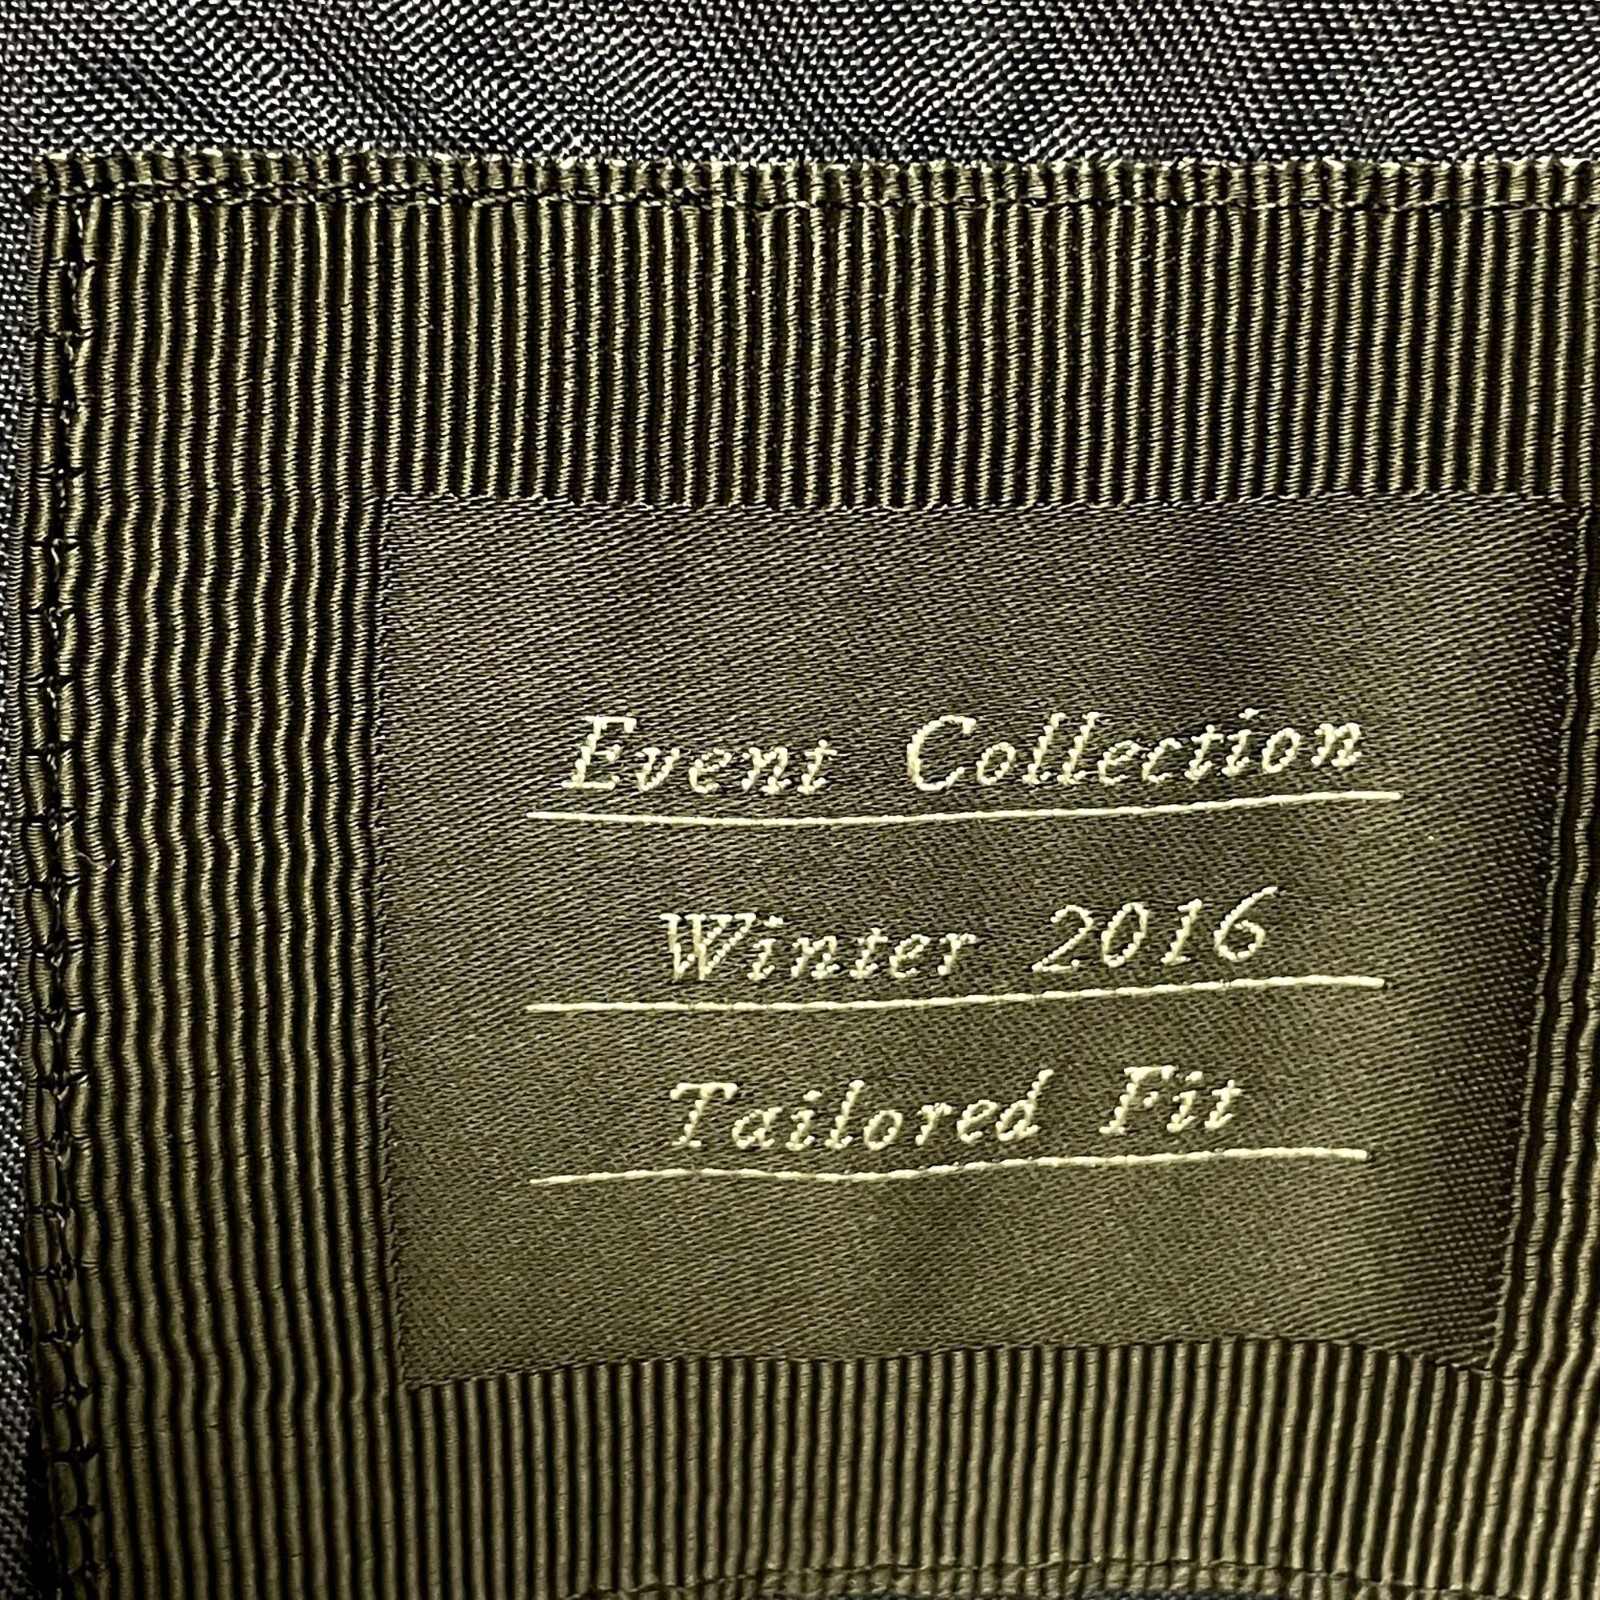 Event Collection
Winter 2016
Tailored Fit